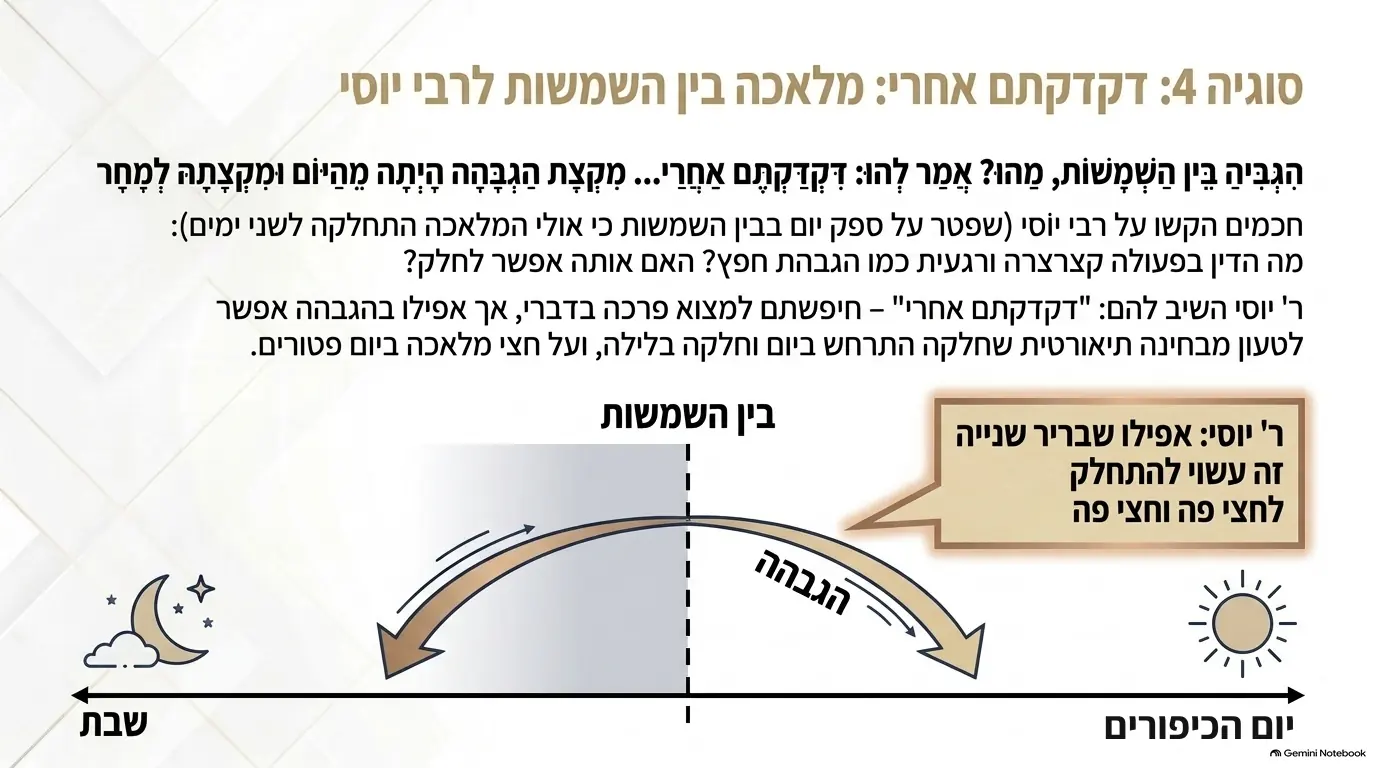 סוגיה 4: דקדקתם אחרי: מלאכה בין השמשות לרבי יוסי
הִגְבִּיהַּ בֵּין הַשְּׁמָשׁוֹת, מַהוּ? אֲמַר לְהוּ: דִּקְדַּקְתֶּם אַחֲרַי... מִקְצָת הַגְבָּהָה הָיְתָה מֵהַיּוֹם וּמִקְצָתָהּ לְמָחָר
חכמים הקשו על רבי יוסי (שפטר על ספק יום בבין השמשות כי אולי המלאכה התחלקה לשני ימים):
מה הדין בפעולה קצרצרה ורגעית כמו הגבהת חפץ? האם אותה אפשר לחלק?
ר' יוסי השיב להם: "דקדקתם אחרי" – חיפשתם למצוא פרכה בדברי, אך אפילו בהגבהה אפשר
לטעון מבחינה תיאורטית שחלקה התרחש ביום וחלקה בלילה, ועל חצי מלאכה ביום פטורים.
בין השמשות
ר' יוסי: אפילו שבריר שנייה
זה עשוי להתחלק
לחצי פה וחצי פה
הגבהה
יום הכיפורים
שבת
Gemini Notebook